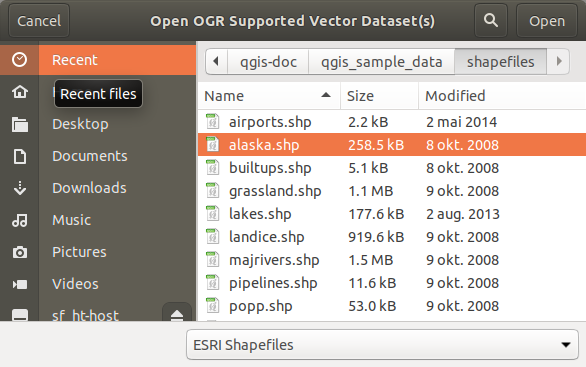 Cancel Open OGR Supported Vector Dataset(s) Open
Recent
Recent files
Desktop
Documents
Downloads
Music
Pictures
Videos
sf_ht-host
qgis-doc qgis_sample_data shapefiles
Name Size Modified
airports.shp 2.2 kB 2 mai 2014
alaska.shp 258.5 kB 8 okt. 2008
builtups.shp 5.1 kB 8 okt. 2008
grassland.shp 1.1 MB 9 okt. 2008
lakes.shp 177.6 kB 2 aug. 2013
landice.shp 919.6 kB 9 okt. 2008
majrivers.shp 1.5 MB 9 okt. 2008
pipelines.shp 11.6 kB 9 okt. 2008
popp.shp 53.0 kB 9 okt. 2008
ESRI Shapefiles